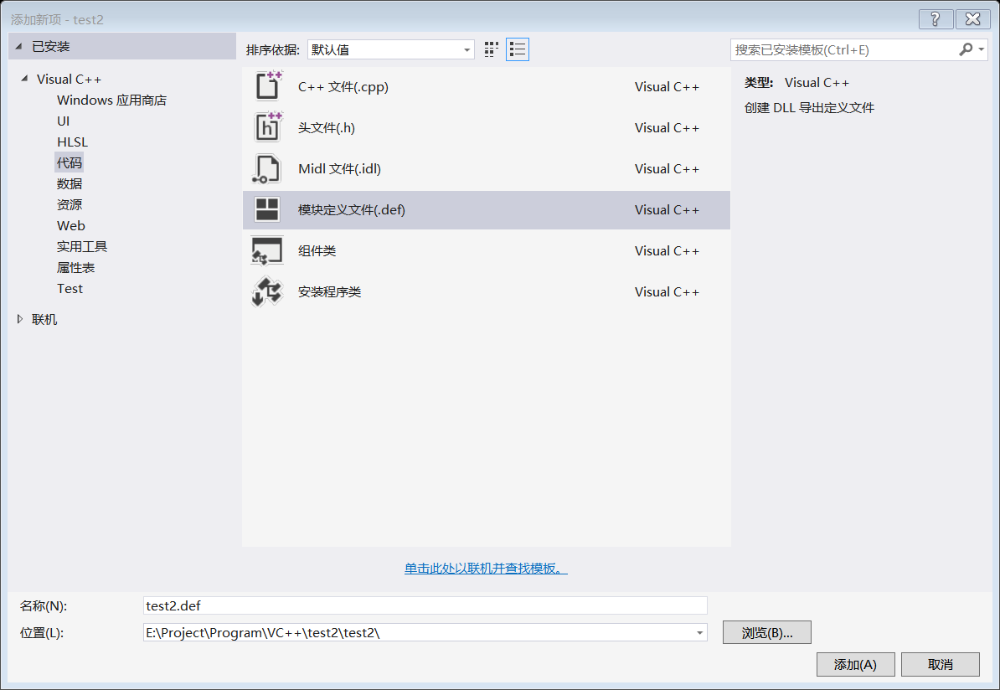 添加新项 - test2
已安装
Visual C++
Windows 应用商店
UI
HLSL
代码
数据
资源
Web
实用工具
属性表
Test
联机
排序依据: 默认值
C++ 文件(.cpp) Visual C++
头文件(.h) Visual C++
Midl 文件(.idl) Visual C++
模块定义文件(.def) Visual C++
组件类 Visual C++
安装程序类 Visual C++
单击此处以联机并查找模板。
搜索已安装模板(Ctrl+E)
类型: Visual C++
创建 DLL 导出定义文件
名称(N): test2.def
位置(L): E:\Project\Program\VC++\test2\test2\
浏览(B)...
添加(A) 取消